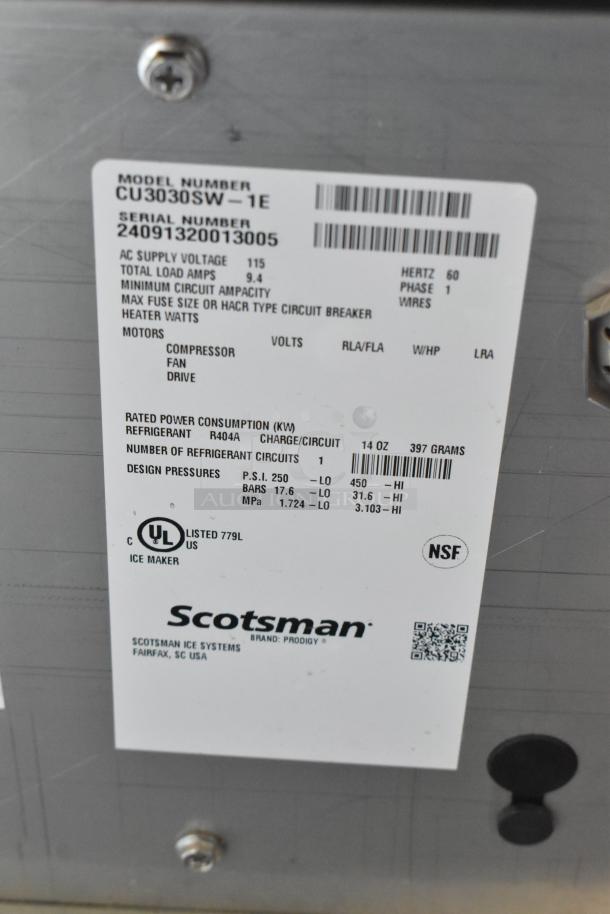 MODEL NUMBER
CU3030SW-1E
SERIAL NUMBER
24091320013005
AC SUPPLY VOLTAGE 115 HERTZ 60
TOTAL LOAD AMPS 9.4 PHASE 1
MINIMUM CIRCUIT AMPACITY WIRES
MAX FUSE SIZE OR HACR TYPE CIRCUIT BREAKER
HEATER WATTS
MOTORS VOLTS RLA/FLA W/HP LRA
COMPRESSOR
FAN
DRIVE
RATED POWER CONSUMPTION (KW)
REFRIGERANT R404A CHARGE/CIRCUIT 14 OZ 397 GRAMS
NUMBER OF REFRIGERANT CIRCUITS 1
DESIGN PRESSURES P.S.I. 250 -LO 450 -HI
BARS 17.6 -LO 31.6 -HI
MPa 1.724 -LO 3.103-HI
AUCTION GROUP
C UL US LISTED 779L
ICE MAKER
NSF
Scotsman
BRAND: PRODIGY ®
SCOTSMAN ICE SYSTEMS
FAIRFAX, SC USA